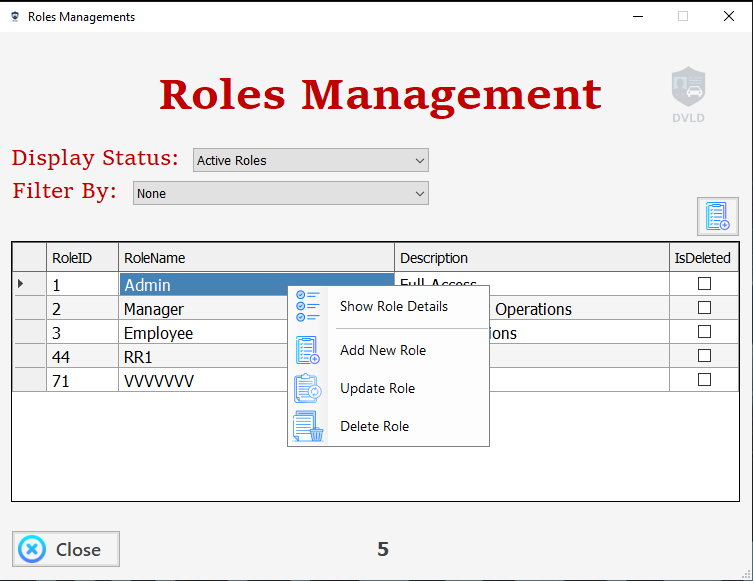 Roles Managements
Roles Management
DVLD
Display Status: Active Roles
Filter By: None
RoleID RoleName Description IsDeleted
1 Admin Full Access
2 Manager Operations
3 Employee
44 RR1
71 VVVVVVV
Show Role Details
Add New Role
Update Role
Delete Role
Close 5